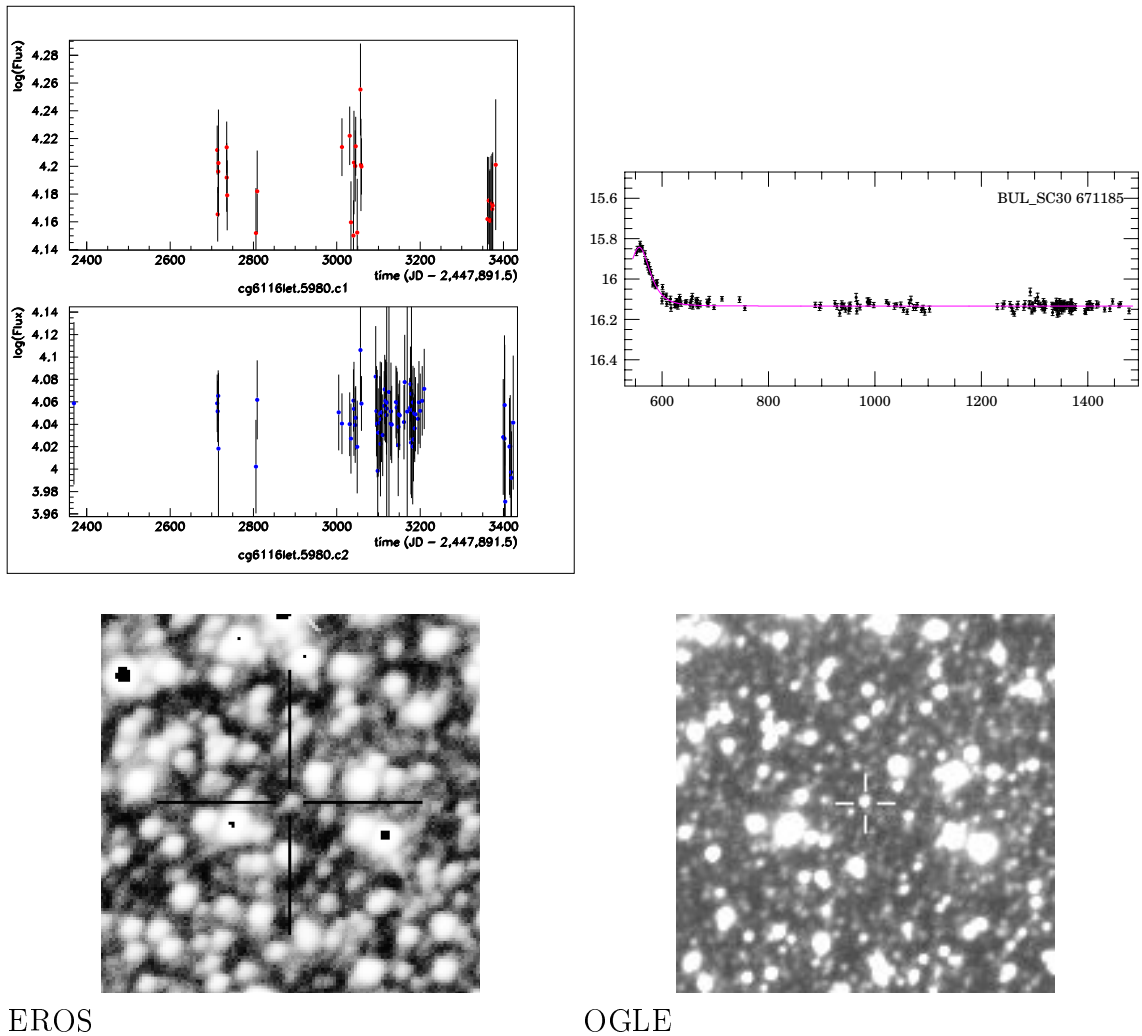 log(Flux)
4.28
4.26
4.24
4.22
4.2
4.18
4.16
4.14
2400 2600 2800 3000 3200 3400
time (JD − 2,447,891.5)
cg6116let.5980.c1
log(Flux)
4.14
4.12
4.1
4.08
4.06
4.04
4.02
4
3.98
3.96
2400 2600 2800 3000 3200 3400
time (JD − 2,447,891.5)
cg6116let.5980.c2
BUL_SC30 671185
15.6
15.8
16
16.2
16.4
600 800 1000 1200 1400
EROS
OGLE